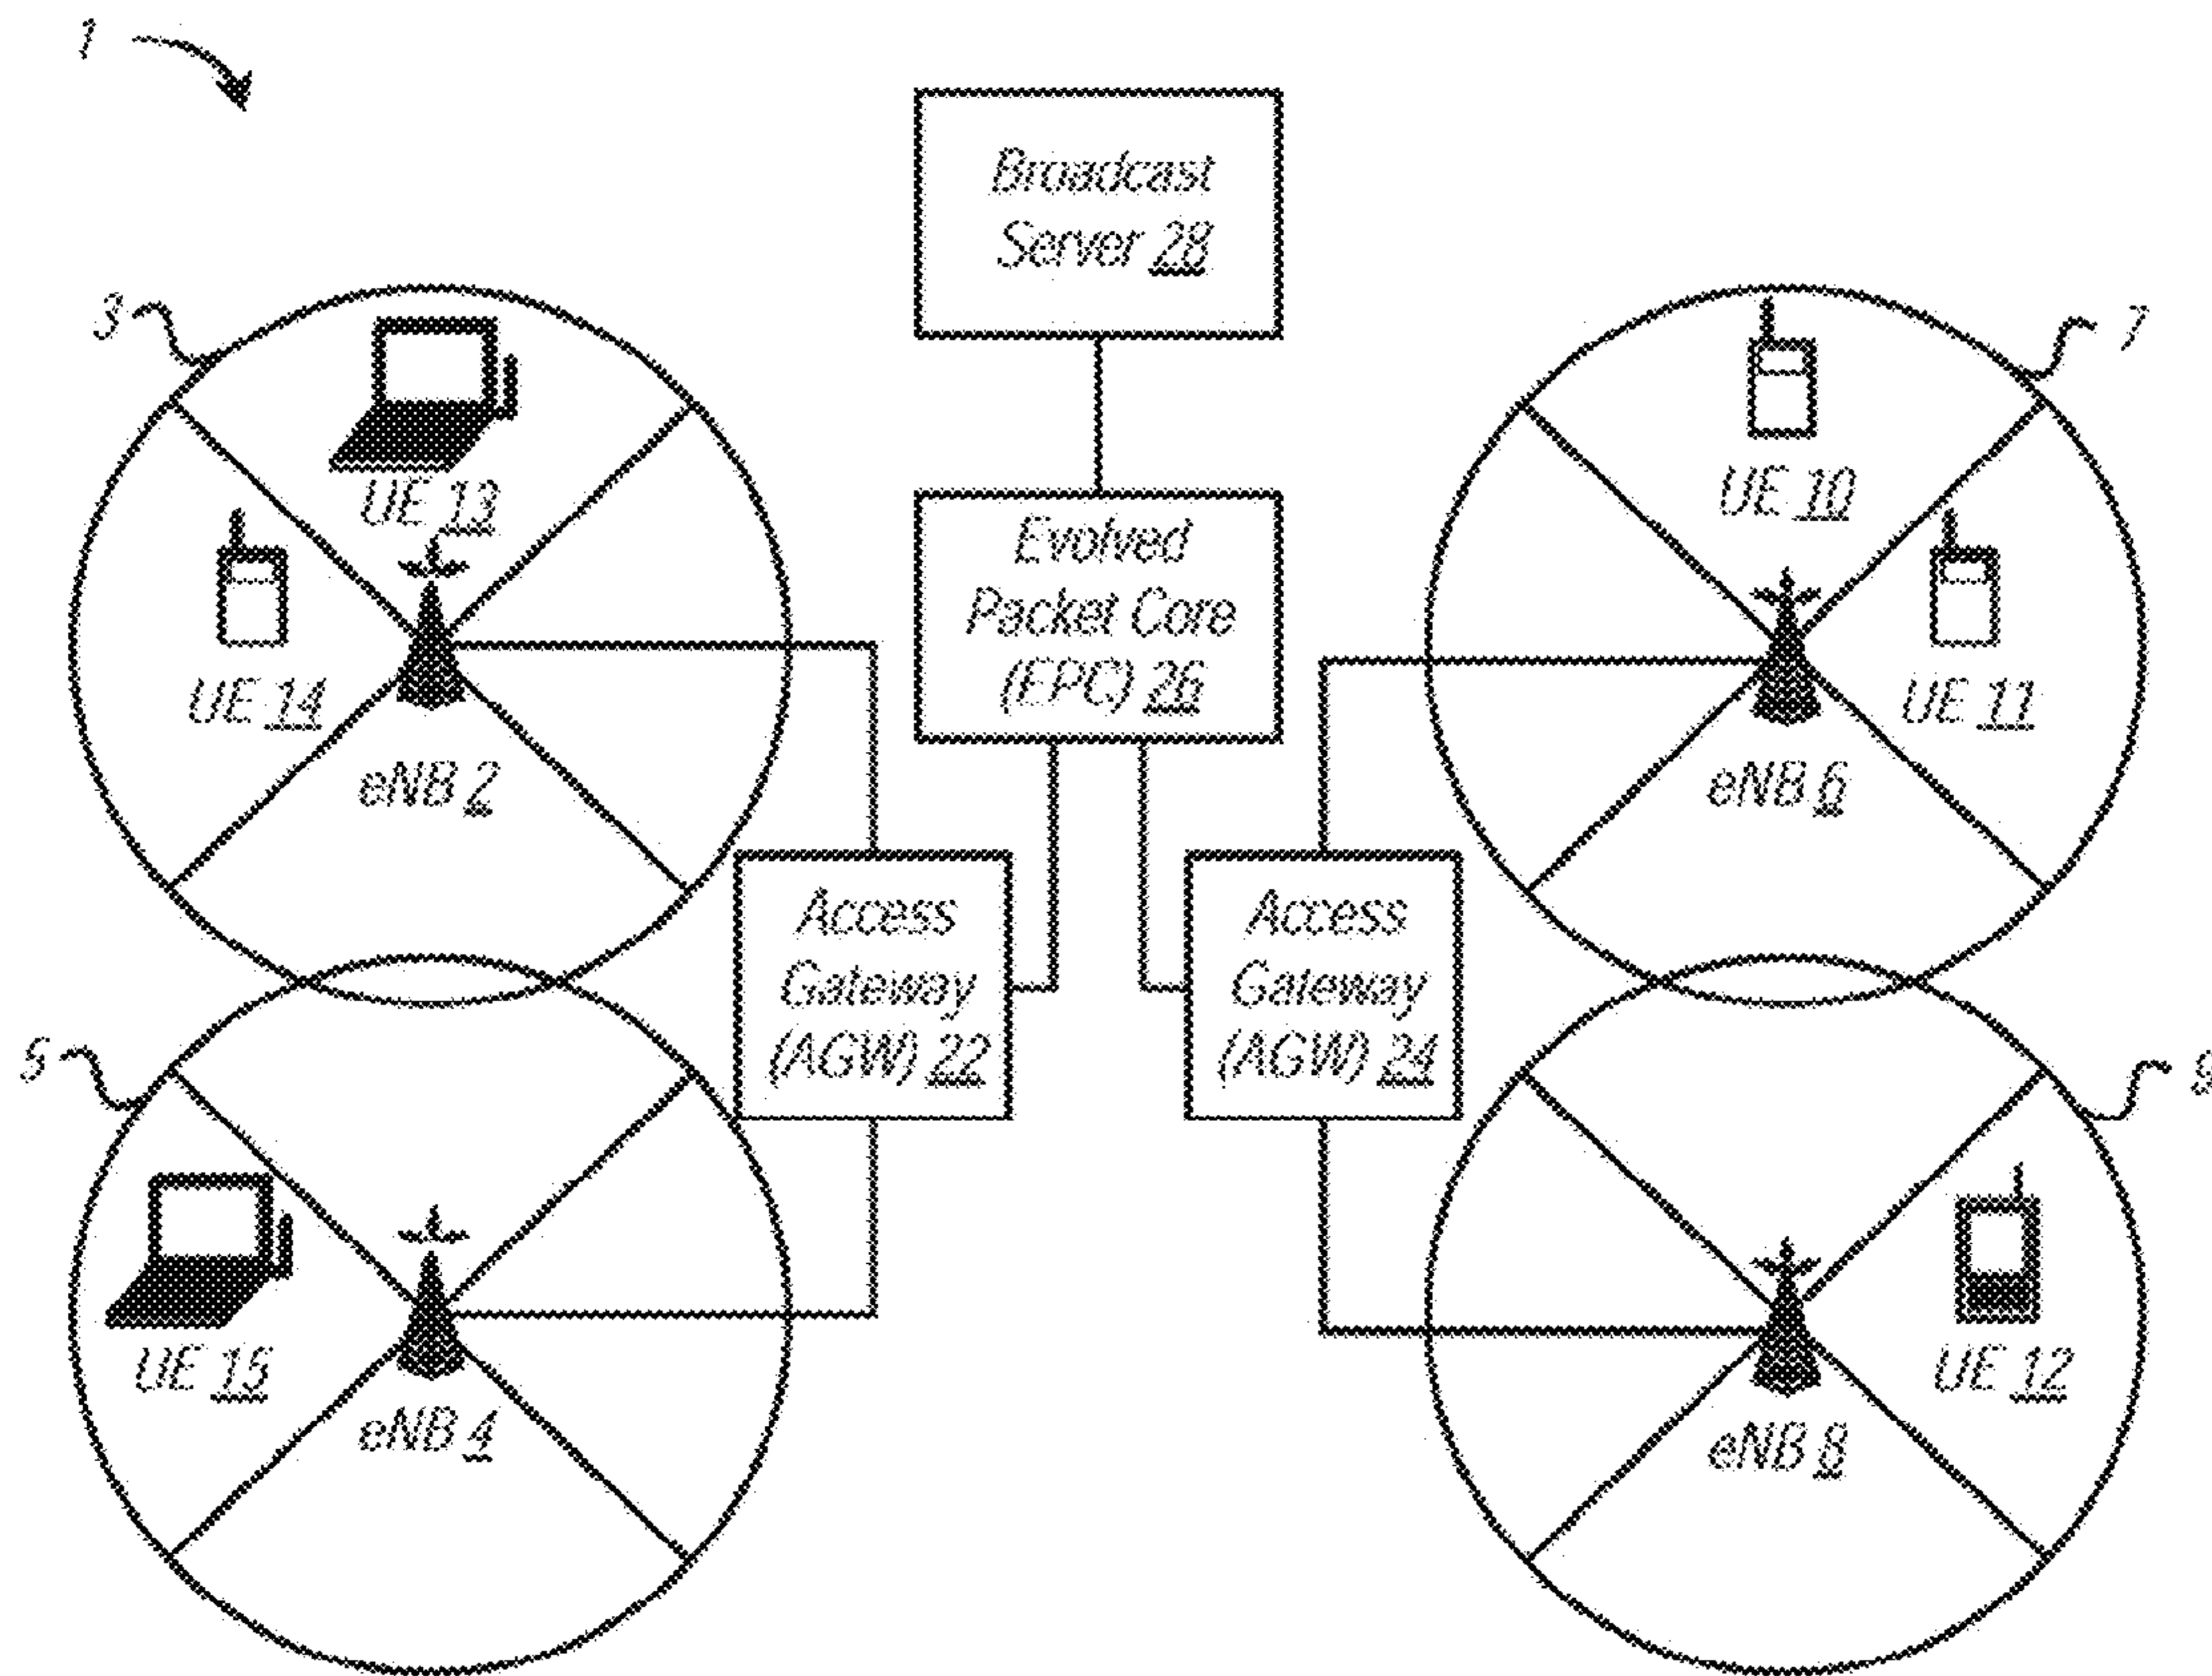 1
Broadcast
Server 28
3
7
UE 13
UE 10
Evolved
Packet Core
(EPC) 26
UE 14
UE 11
eNB 2
eNB 6
Access
Gateway
(AGW) 22
Access
Gateway
(AGW) 24
5
9
UE 15
UE 12
eNB 4
eNB 8